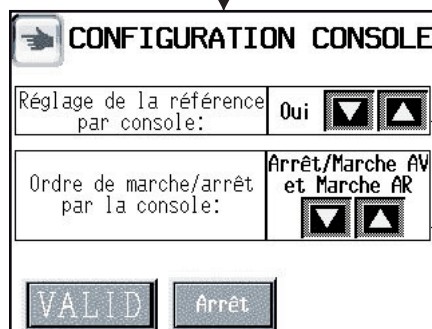 CONFIGURATION CONSOLE
Réglage de la référence
par console:
Oui
Ordre de marche/arrêt
par la console:
Arrêt/Marche AV
et Marche AR
VALID
Arrêt